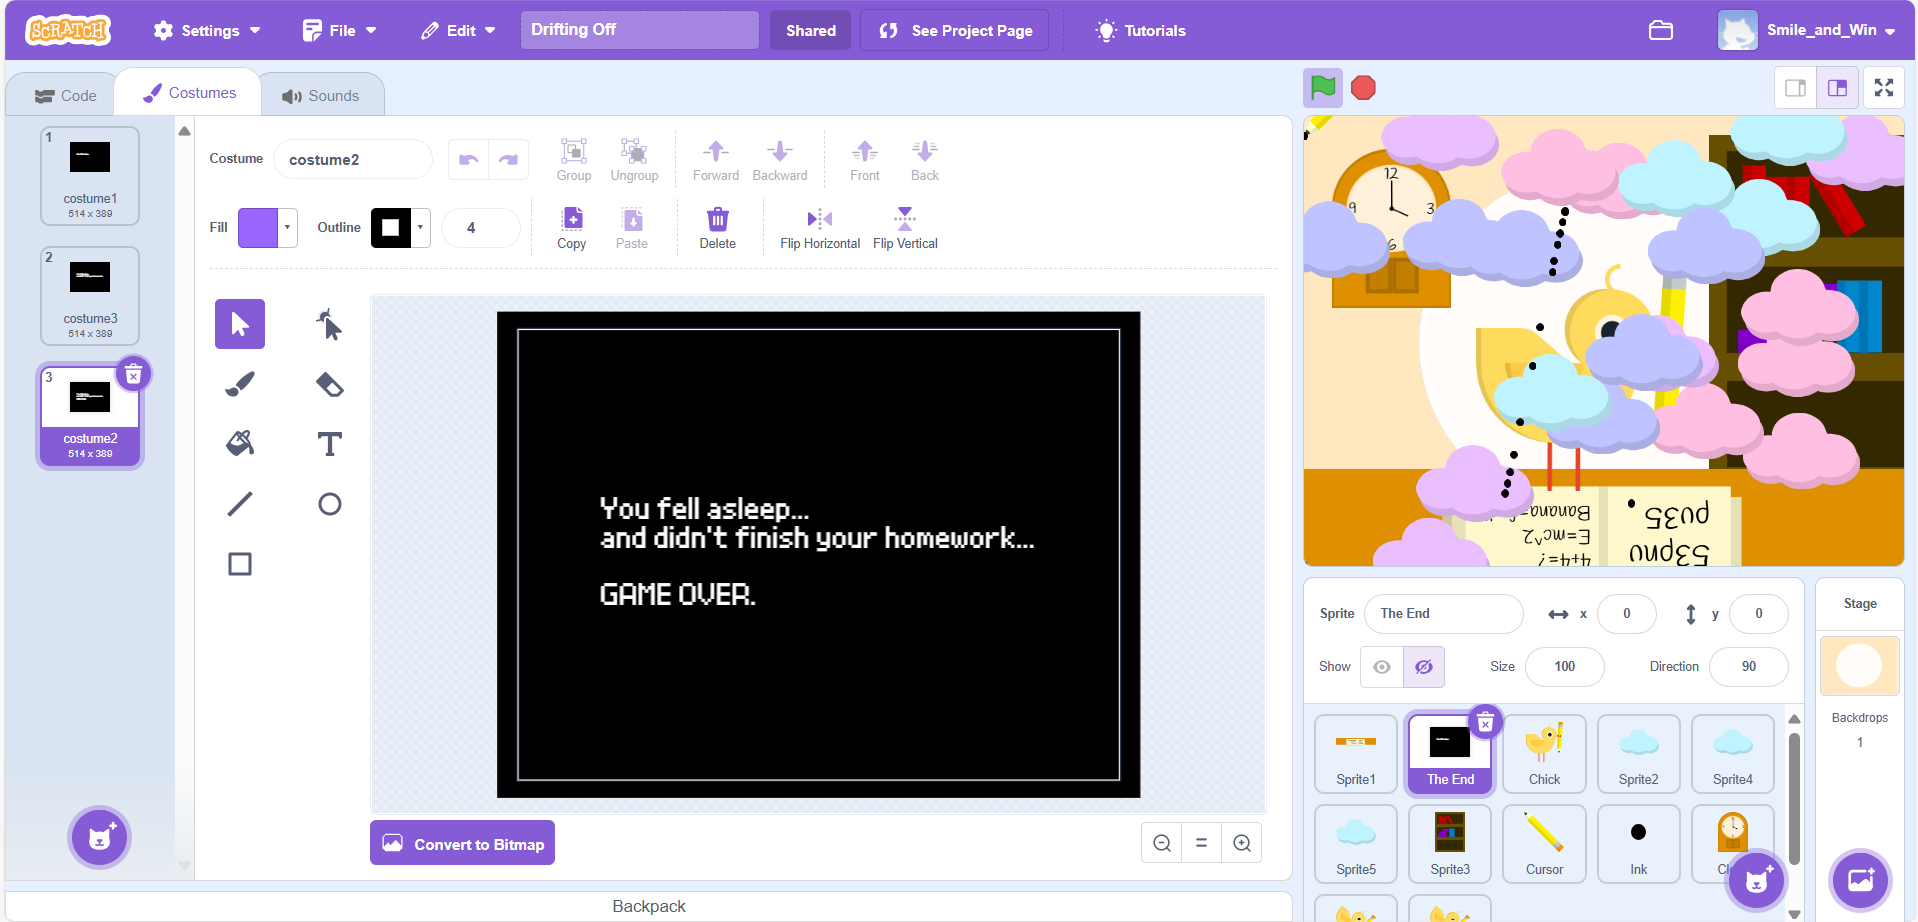 SCRATCH Settings File Edit Drifting Off Shared See Project Page Tutorials Smile_and_Win
Code Costumes Sounds
1
costume1
514 x 389
2
costume3
514 x 389
3
costume2
514 x 389
Costume costume2 Group Ungroup Forward Backward Front Back
Fill Outline 4 Copy Paste Delete Flip Horizontal Flip Vertical
You fell asleep...
and didn't finish your homework...
GAME OVER.
Convert to Bitmap
Backpack
12
9 3
6
4+4=?
E=mc^2
Sprite The End x 0 y 0
Show Size 100 Direction 90
Sprite1 The End Chick Sprite2 Sprite4
Sprite5 Sprite3 Cursor Ink
Stage
Backdrops
1